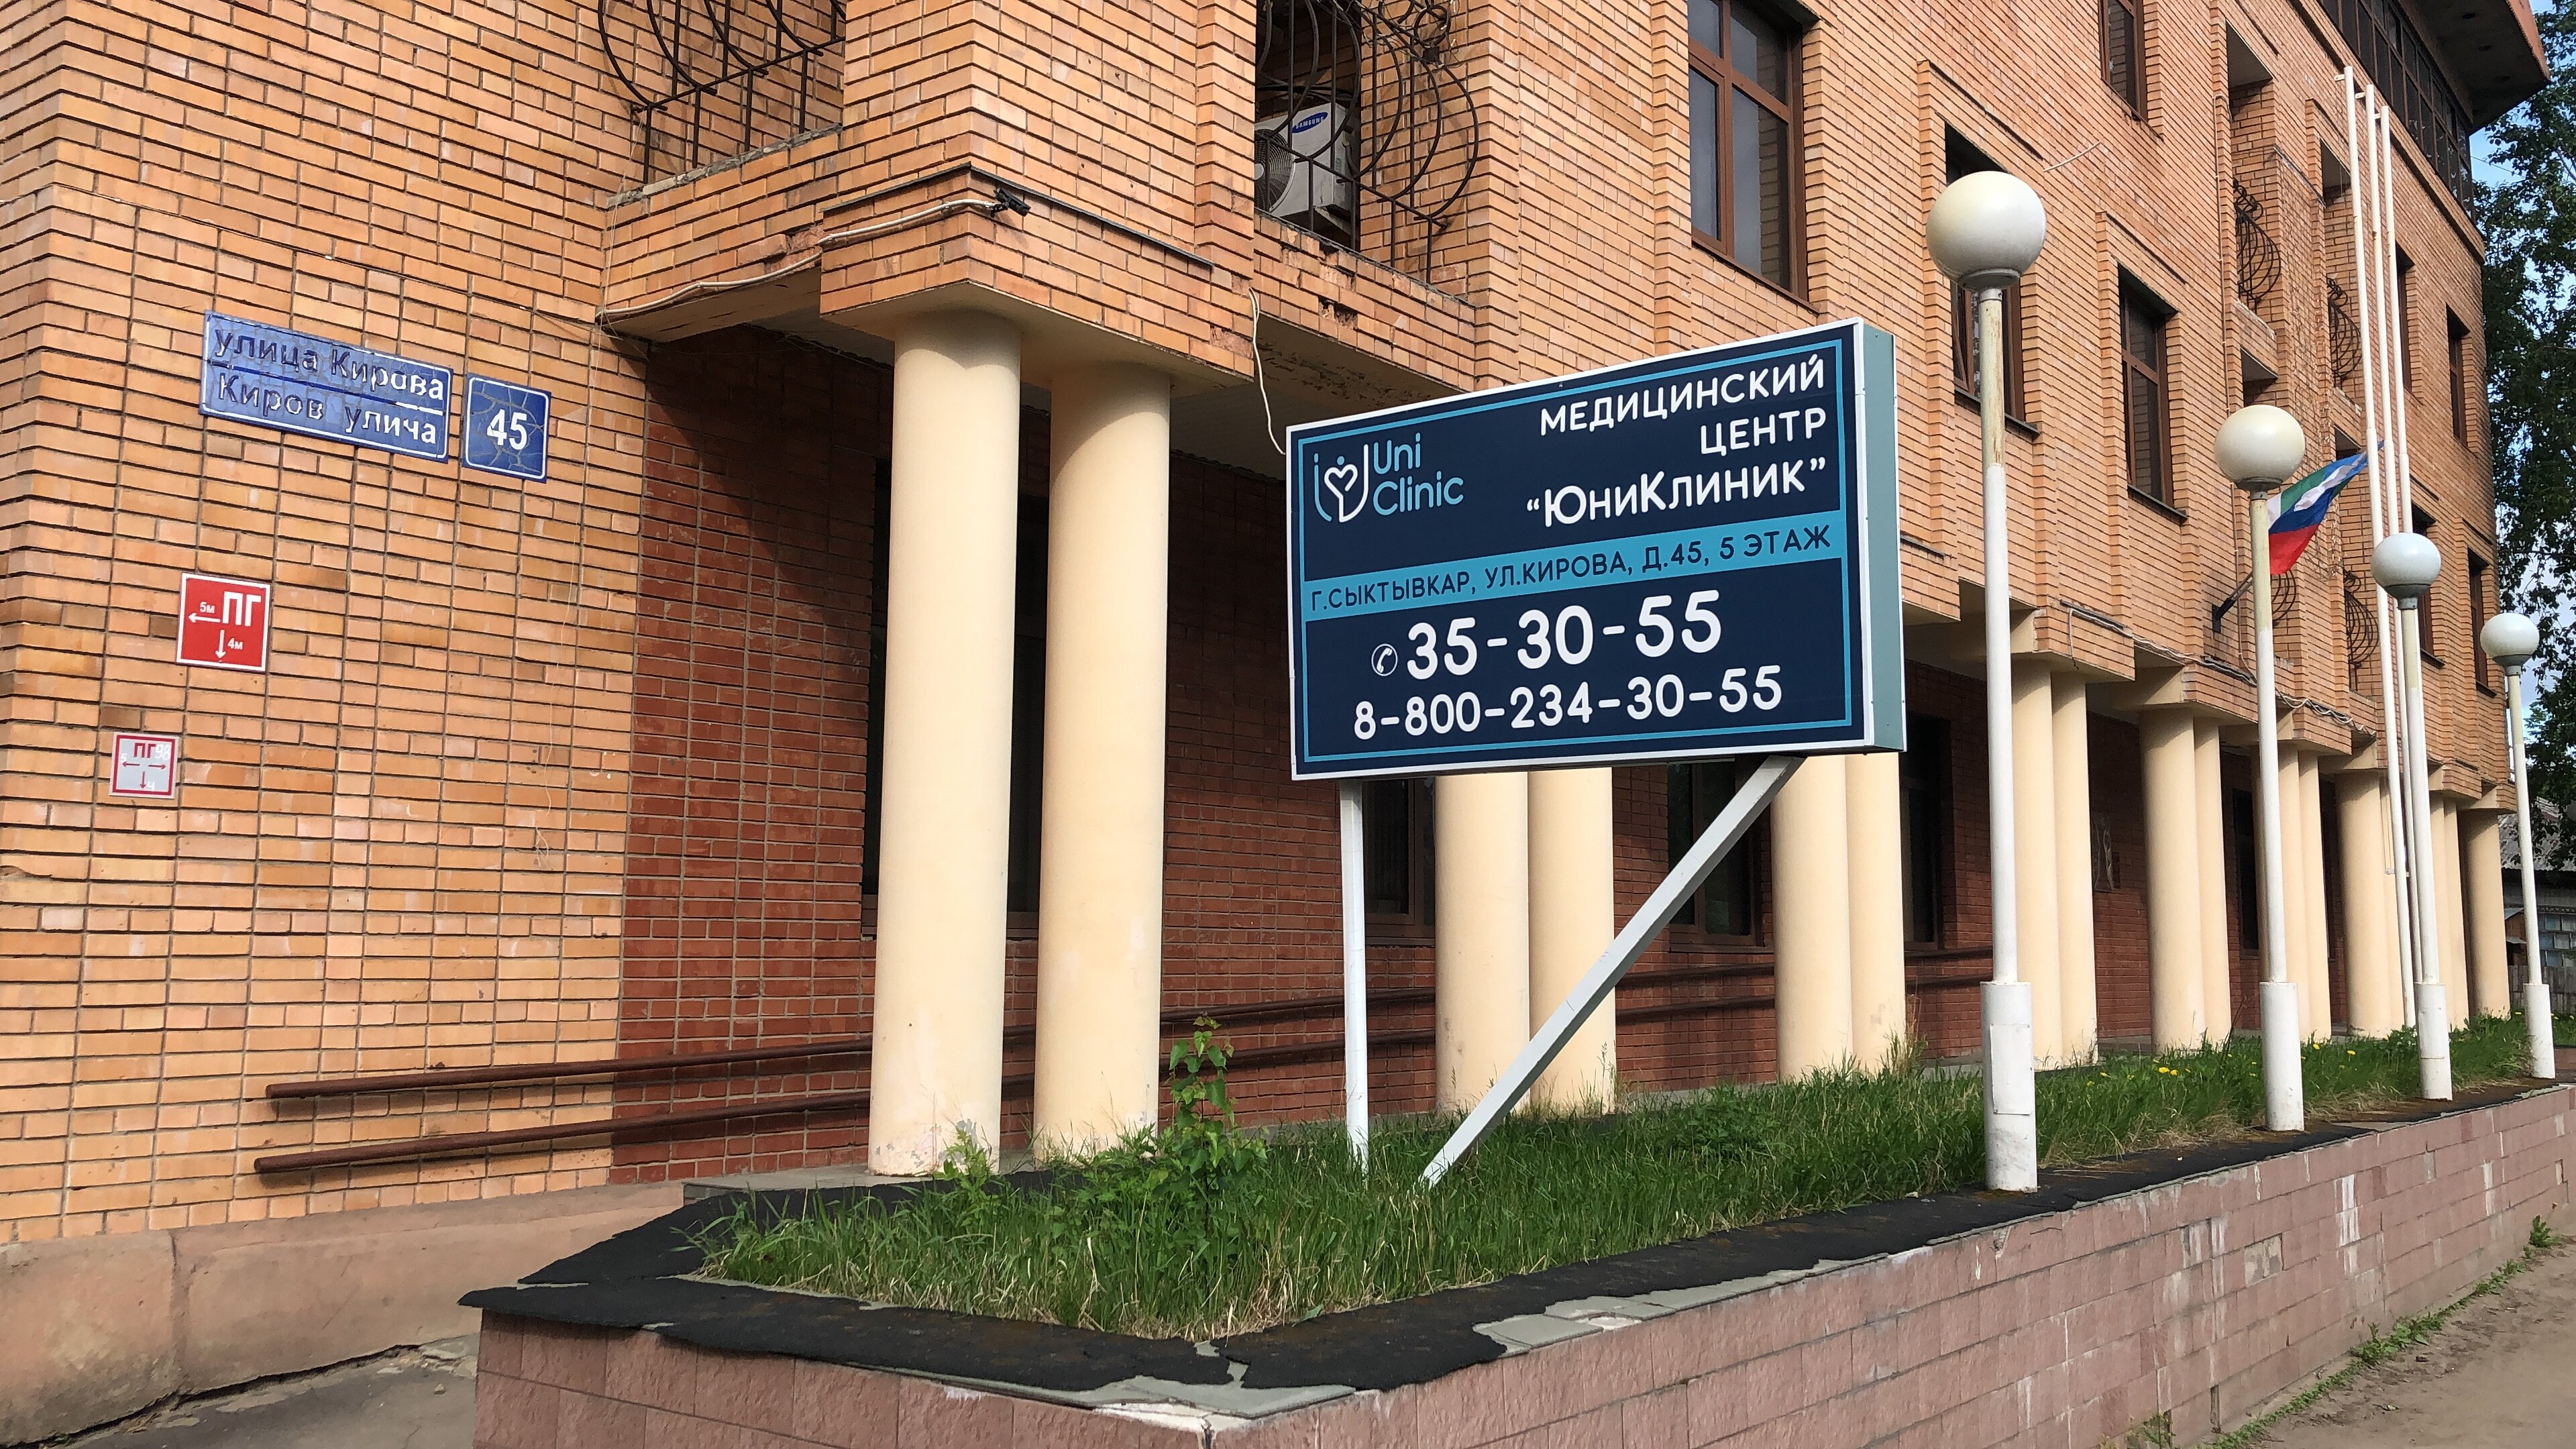 улица Кирова
Киров улича
45
ПГ
5м
4м
ПГ
SAMSUNG
Uni
Clinic
МЕДИЦИНСКИЙ
ЦЕНТР
“ЮНИКЛИНИК”
Г.СЫКТЫВКАР, УЛ.КИРОВА, Д.45, 5 ЭТАЖ
35-30-55
8-800-234-30-55